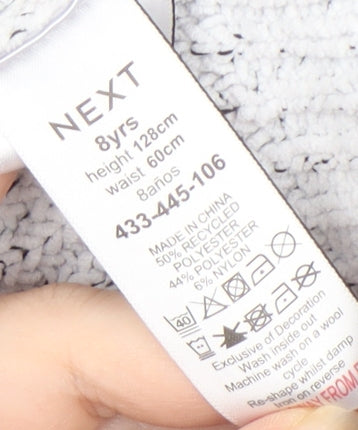 NEXT
8yrs
height 128cm
waist 60cm
8años
433-445-106
MADE IN CHINA
50% RECYCLED
POLYESTER
44% POLYESTER
6% NYLON
40
Exclusive of Decoration
Wash inside out
Machine wash on a wool
cycle
Re-shape whilst damp
Iron on reverse
FROM